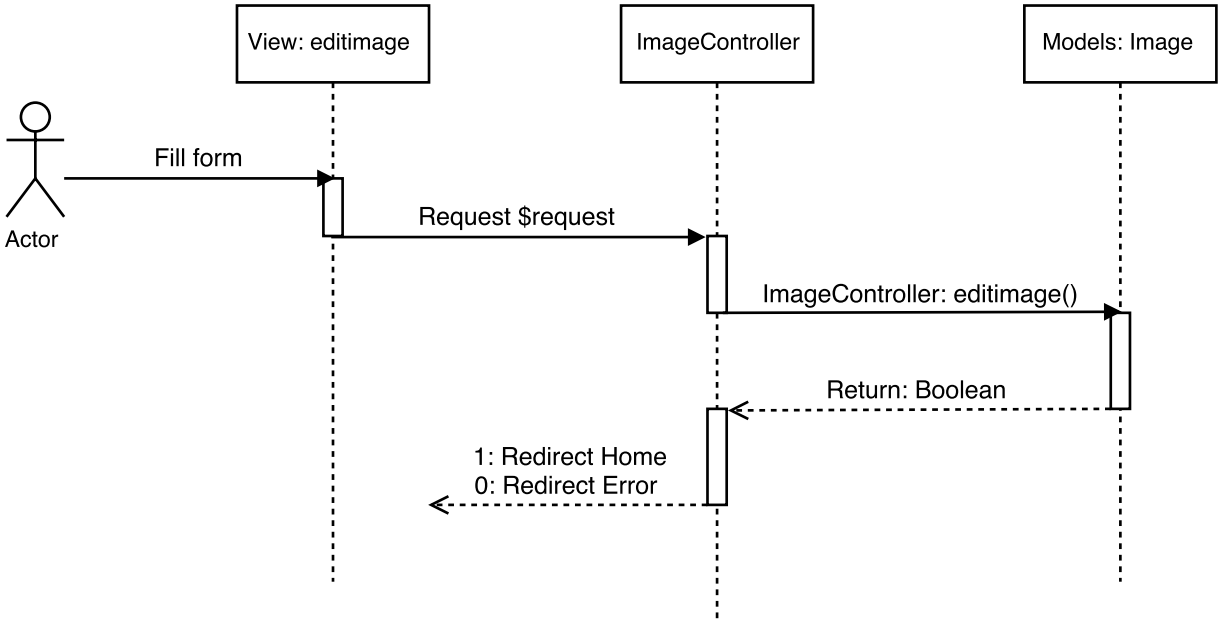 View: editimage
ImageController
Models: Image
Fill form
Request $request
Actor
ImageController: editimage()
Return: Boolean
1: Redirect Home
0: Redirect Error